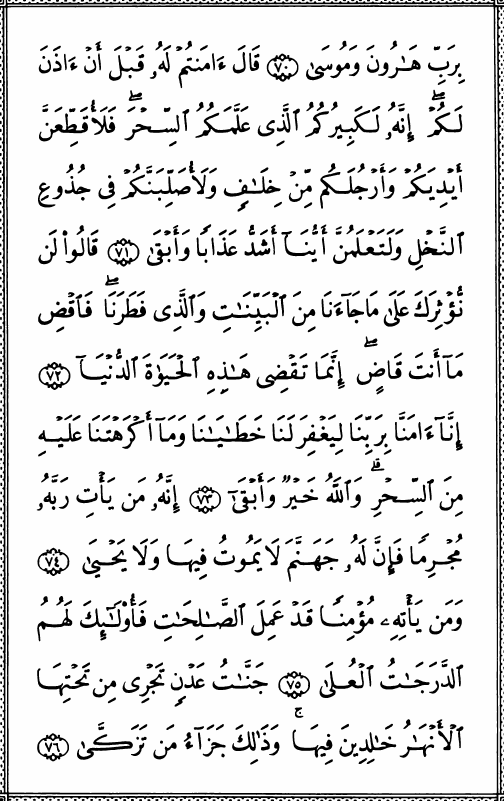 بِرَبِّ هَـٰرُونَ وَمُوسَىٰ ﴿٧٠﴾ قَالَ ءَامَنتُمۡ لَهُۥ قَبۡلَ أَنۡ ءَاذَنَ
لَكُمۡۖ إِنَّهُۥ لَكَبِيرُكُمُ ٱلَّذِى عَلَّمَكُمُ ٱلسِّحۡرَۖ فَلَأُقَطِّعَنَّ
أَيۡدِيَكُمۡ وَأَرۡجُلَكُم مِّنۡ خِلَـٰفٍ وَلَأُصَلِّبَنَّكُمۡ فِى جُذُوعِ
ٱلنَّخۡلِ وَلَتَعۡلَمُنَّ أَيُّنَآ أَشَدُّ عَذَابًا وَأَبۡقَىٰ ﴿٧١﴾ قَالُوا۟ لَن
نُّؤۡثِرَكَ عَلَىٰ مَا جَآءَنَا مِنَ ٱلۡبَيِّنَـٰتِ وَٱلَّذِى فَطَرَنَاۖ فَٱقۡضِ
مَآ أَنتَ قَاضٍۖ إِنَّمَا تَقۡضِى هَـٰذِهِ ٱلۡحَيَوٰةَ ٱلدُّنۡيَآ ﴿٧٢﴾
إِنَّآ ءَامَنَّا بِرَبِّنَا لِيَغۡفِرَ لَنَا خَطَـٰيَـٰنَا وَمَآ أَكۡرَهۡتَنَا عَلَيۡهِ
مِنَ ٱلسِّحۡرِۗ وَٱللَّهُ خَيۡرٌ وَأَبۡقَىٰٓ ﴿٧٣﴾ إِنَّهُۥ مَن يَأۡتِ رَبَّهُۥ
مُجۡرِمًا فَإِنَّ لَهُۥ جَهَنَّمَ لَا يَمُوتُ فِيهَا وَلَا يَحۡيَىٰ ﴿٧٤﴾
وَمَن يَأۡتِهِۦ مُؤۡمِنًا قَدۡ عَمِلَ ٱلصَّـٰلِحَـٰتِ فَأُو۟لَـٰٓئِكَ لَهُمُ
ٱلدَّرَجَـٰتُ ٱلۡعُلَىٰ ﴿٧٥﴾ جَنَّـٰتُ عَدۡنٍ تَجۡرِى مِن تَحۡتِهَا
ٱلۡأَنۡهَـٰرُ خَـٰلِدِينَ فِيهَاۚ وَذَٰلِكَ جَزَآءُ مَن تَزَكَّىٰ ﴿٧٦﴾